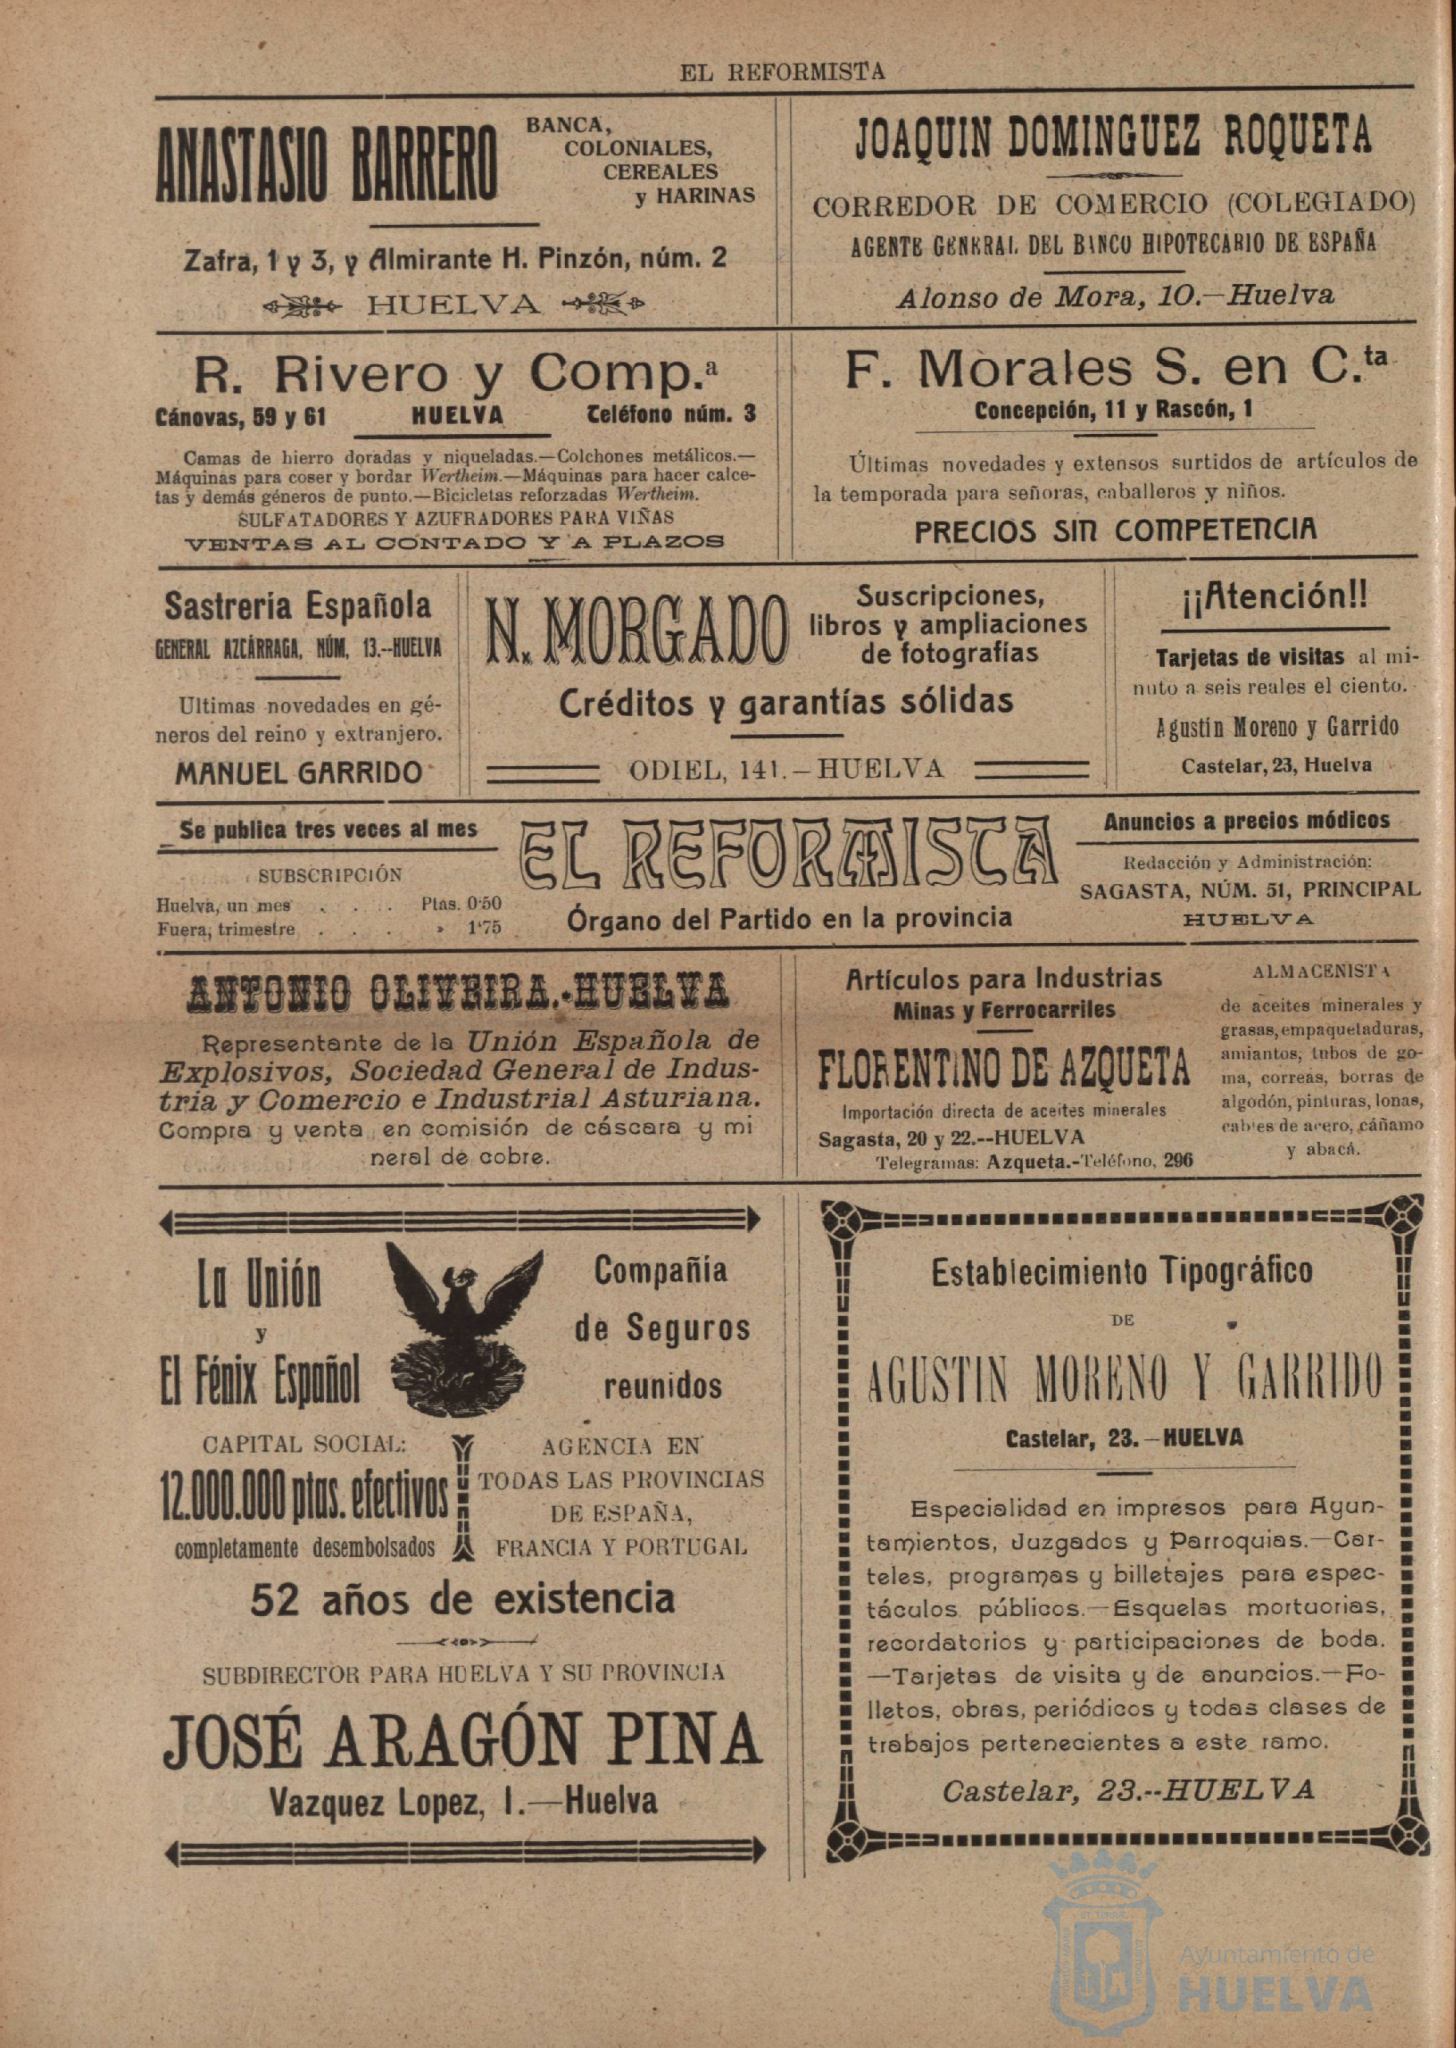 EL REFORMISTA
ANASTASIO BARRERO
BANCA,
COLONIALES,
CEREALES
y HARINAS
Zafra, 1 y 3, y Almirante H. Pinzón, núm. 2
HUELVA
JOAQUIN DOMINGUEZ ROQUETA
CORREDOR DE COMERCIO (COLEGIADO)
AGENTE GENERAL DEL BANCO HIPOTECARIO DE ESPAÑA
Alonso de Mora, 10.—Huelva
R. Rivero y Comp.ª
Cánovas, 59 y 61 HUELVA Teléfono núm. 3
Camas de hierro doradas y niqueladas.—Colchones metálicos.—
Máquinas para coser y bordar Wertheim.—Máquinas para hacer calce-
tas y demás géneros de punto.—Bicicletas reforzadas Wertheim.
SULFATADORES Y AZUFRADORES PARA VIÑAS
VENTAS AL CONTADO Y A PLAZOS
F. Morales S. en C.ta
Concepción, 11 y Rascón, 1
Últimas novedades y extensos surtidos de artículos de
la temporada para señoras, caballeros y niños.
PRECIOS SIN COMPETENCIA
Sastrería Española
GENERAL AZCÁRRAGA, NÚM, 13.--HUELVA
Ultimas novedades en gé-
neros del reino y extranjero.
MANUEL GARRIDO
N. MORGADO
Suscripciones,
libros y ampliaciones
de fotografías
Créditos y garantías sólidas
ODIEL, 141.—HUELVA
¡¡Atención!!
Tarjetas de visitas al mi-
nuto a seis reales el ciento.
Agustín Moreno y Garrido
Castelar, 23, Huelva
Se publica tres veces al mes
SUBSCRIPCIÓN
Huelva, un mes . . . Ptas. 0'50
Fuera, trimestre . . . » 1'75
EL REFORMISTA
Órgano del Partido en la provincia
Anuncios a precios módicos
Redacción y Administración:
SAGASTA, NÚM. 51, PRINCIPAL
HUELVA
ANTONIO OLIVEIRA.-HUELVA
Representante de la Unión Española de
Explosivos, Sociedad General de Indus-
tria y Comercio e Industrial Asturiana.
Compra y venta en comisión de cáscara y mi
neral de cobre.
Artículos para Industrias
Minas y Ferrocarriles
FLORENTINO DE AZQUETA
Importación directa de aceites minerales
Sagasta, 20 y 22.--HUELVA
Telegramas: Azqueta.-Teléfono, 296
ALMACENISTA
de aceites minerales y
grasas, empaquetaduras,
amiantos, tubos de go-
ma, correas, borras de
algodón, pinturas, lonas,
cables de acero, cáñamo
y abacá.
La Unión
y
El Fénix Español
Compañía
de Seguros
reunidos
CAPITAL SOCIAL:
12.000.000 ptas. efectivos
completamente desembolsados
AGENCIA EN
TODAS LAS PROVINCIAS
DE ESPAÑA,
FRANCIA Y PORTUGAL
52 años de existencia
SUBDIRECTOR PARA HUELVA Y SU PROVINCIA
JOSÉ ARAGÓN PINA
Vazquez Lopez, 1.—Huelva
Establecimiento Tipográfico
DE
AGUSTIN MORENO Y GARRIDO
Castelar, 23.—HUELVA
Especialidad en impresos para Ayun-
tamientos, Juzgados y Parroquias.—Car-
teles, programas y billetajes para espec-
táculos públicos.—Esquelas mortuorias,
recordatorios y participaciones de boda.
—Tarjetas de visita y de anuncios.—Fo-
lletos, obras, periódicos y todas clases de
trabajos pertenecientes a este ramo.
Castelar, 23.--HUELVA
Ayuntamiento de
HUELVA